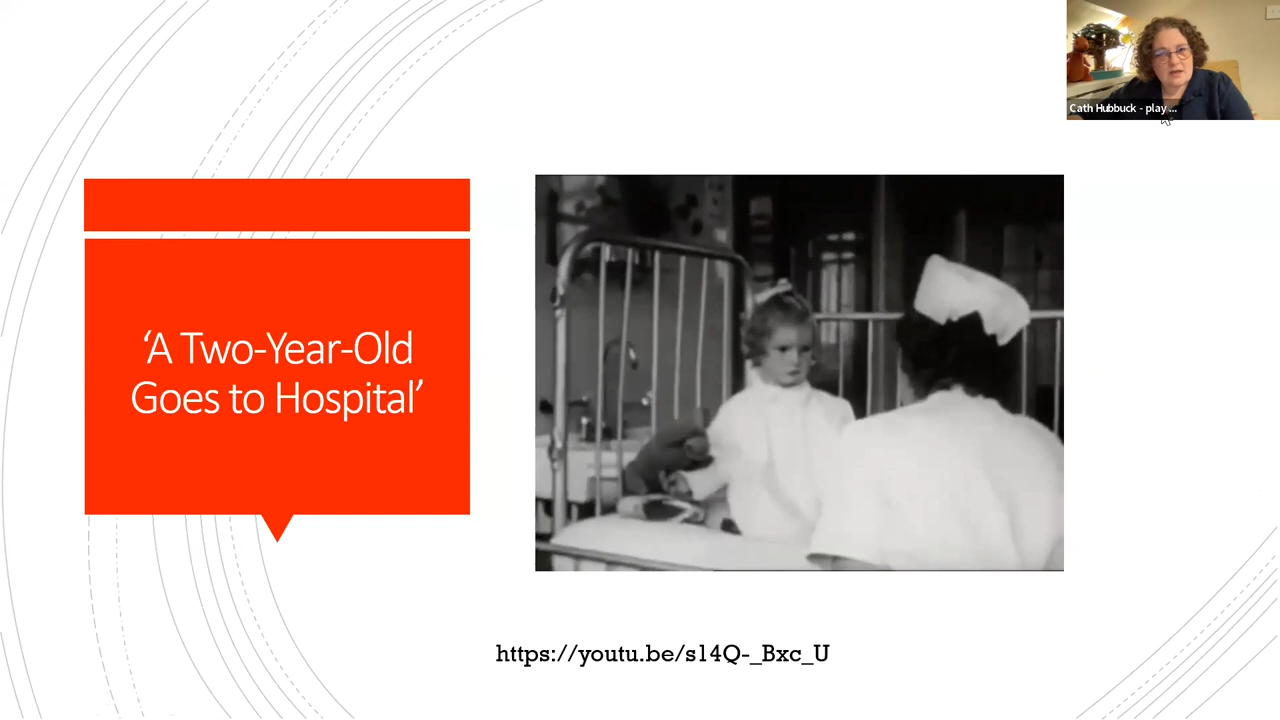 Cath Hubbuck - play ...
‘A Two-Year-Old
Goes to Hospital’
https://youtu.be/s14Q-_Bxc_U